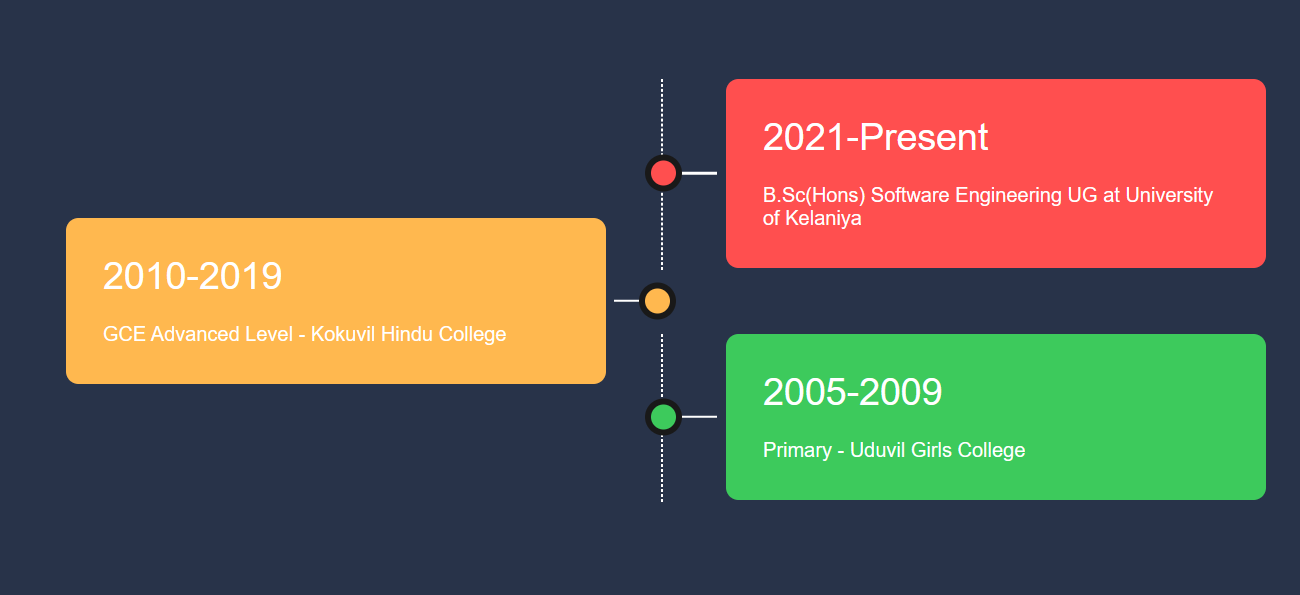 2021-Present
B.Sc(Hons) Software Engineering UG at University
of Kelaniya
2010-2019
GCE Advanced Level - Kokuvil Hindu College
2005-2009
Primary - Uduvil Girls College